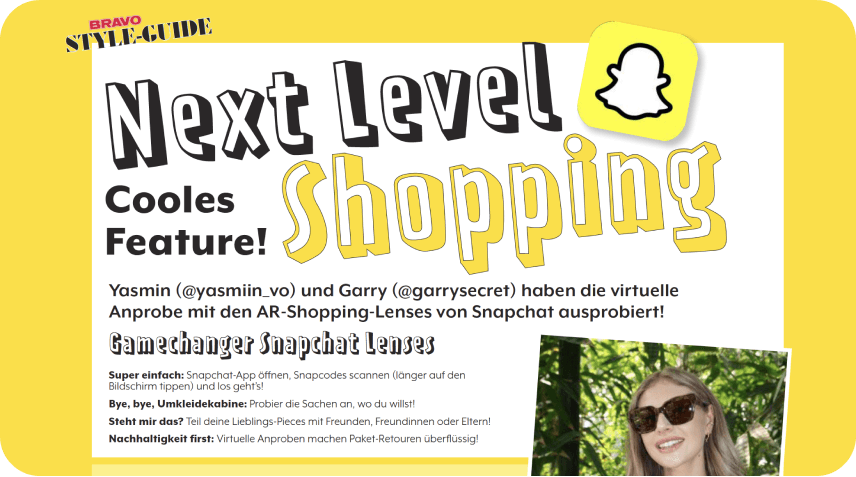 BRAVO
STYLE-GUIDE
Next Level
Shopping
Cooles
Feature!
Yasmin (@yasmiin_vo) und Garry (@garrysecret) haben die virtuelle
Anprobe mit den AR-Shopping-Lenses von Snapchat ausprobiert!
Gamechanger Snapchat Lenses
Super einfach: Snapchat-App öffnen, Snapcodes scannen (länger auf den
Bildschirm tippen) und los geht's!
Bye, bye, Umkleidekabine: Probier die Sachen an, wo du willst!
Steht mir das? Teil deine Lieblings-Pieces mit Freunden, Freundinnen oder Eltern!
Nachhaltigkeit first: Virtuelle Anproben machen Paket-Retouren überflüssig!